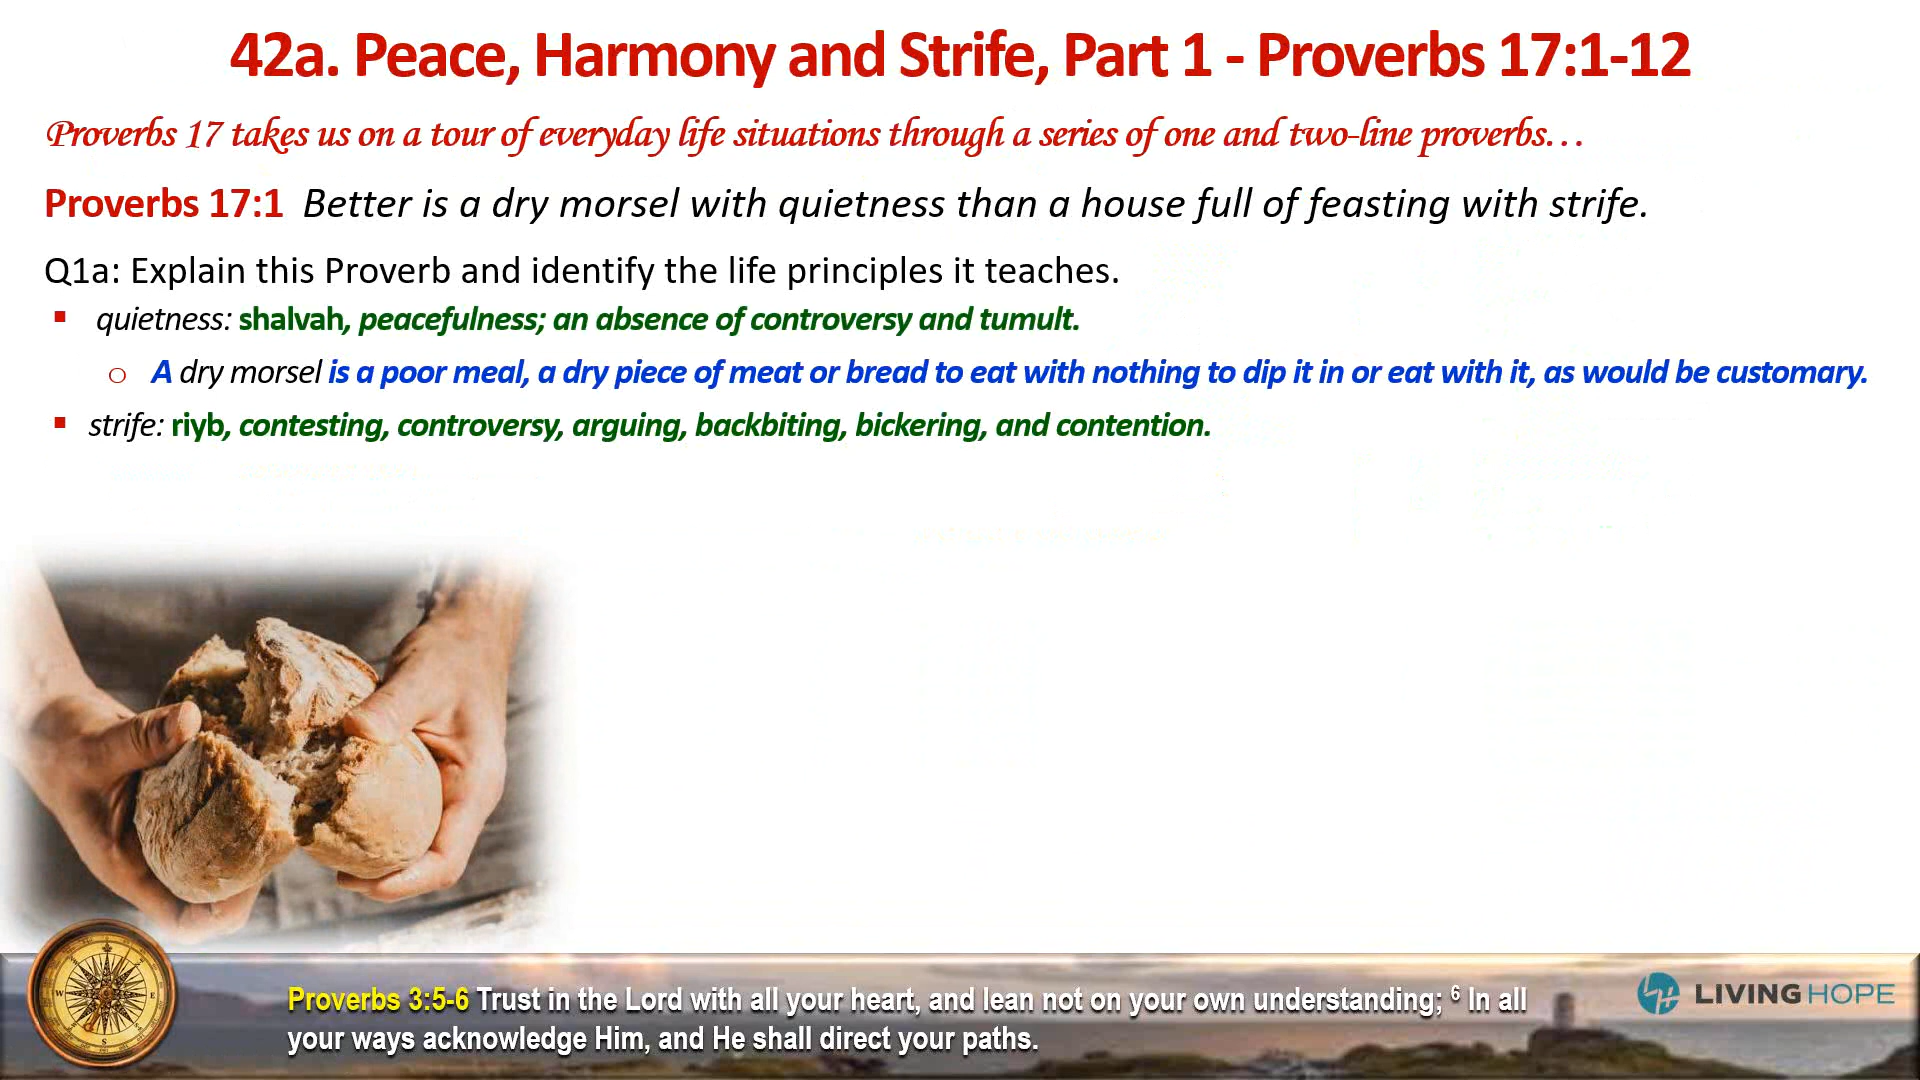 42a. Peace, Harmony and Strife, Part 1 - Proverbs 17:1-12
Proverbs 17 takes us on a tour of everyday life situations through a series of one and two-line proverbs…
Proverbs 17:1 Better is a dry morsel with quietness than a house full of feasting with strife.
Q1a: Explain this Proverb and identify the life principles it teaches.
▪ quietness: shalvah, peacefulness; an absence of controversy and tumult.
o A dry morsel is a poor meal, a dry piece of meat or bread to eat with nothing to dip it in or eat with it, as would be customary.
▪ strife: riyb, contesting, controversy, arguing, backbiting, bickering, and contention.
Proverbs 3:5-6 Trust in the Lord with all your heart, and lean not on your own understanding; 6 In all
your ways acknowledge Him, and He shall direct your paths.
LH LIVING HOPE
W E S